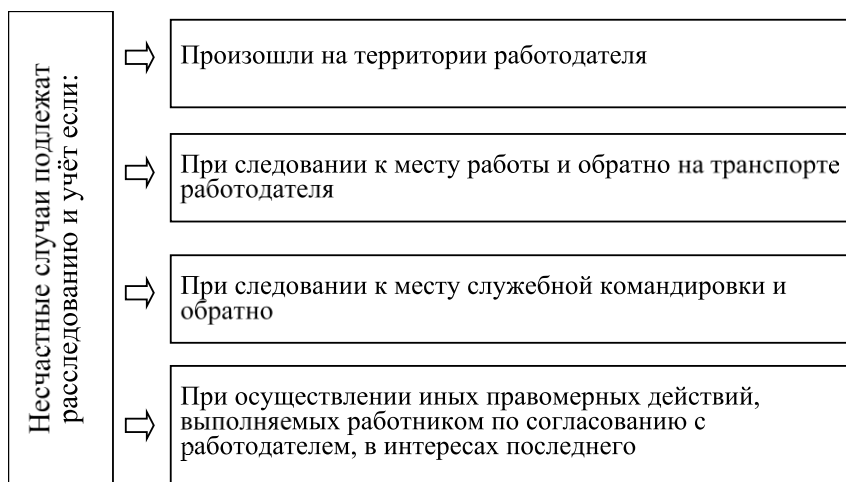 Несчастные случаи подлежат
расследованию и учёт если:
Произошли на территории работодателя
При следовании к месту работы и обратно на транспорте
работодателя
При следовании к месту служебной командировки и
обратно
При осуществлении иных правомерных действий,
выполняемых работником по согласованию с
работодателем, в интересах последнего